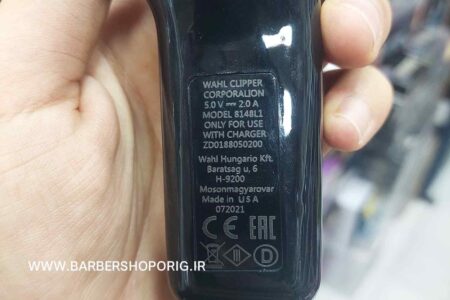 WAHL CLIPPER
CORPORALION
5.0 V ⎓ 2.0 A
MODEL 8148L1
ONLY FOR USE
WITH CHARGER
ZD0188050200
Wahl Hungario Kft.
Baratsag u, 6
H-9200
Mosonmagyarovar
Made in U S A
072021
CE EAC
D
WWW.BARBERSHOPORIG.IR